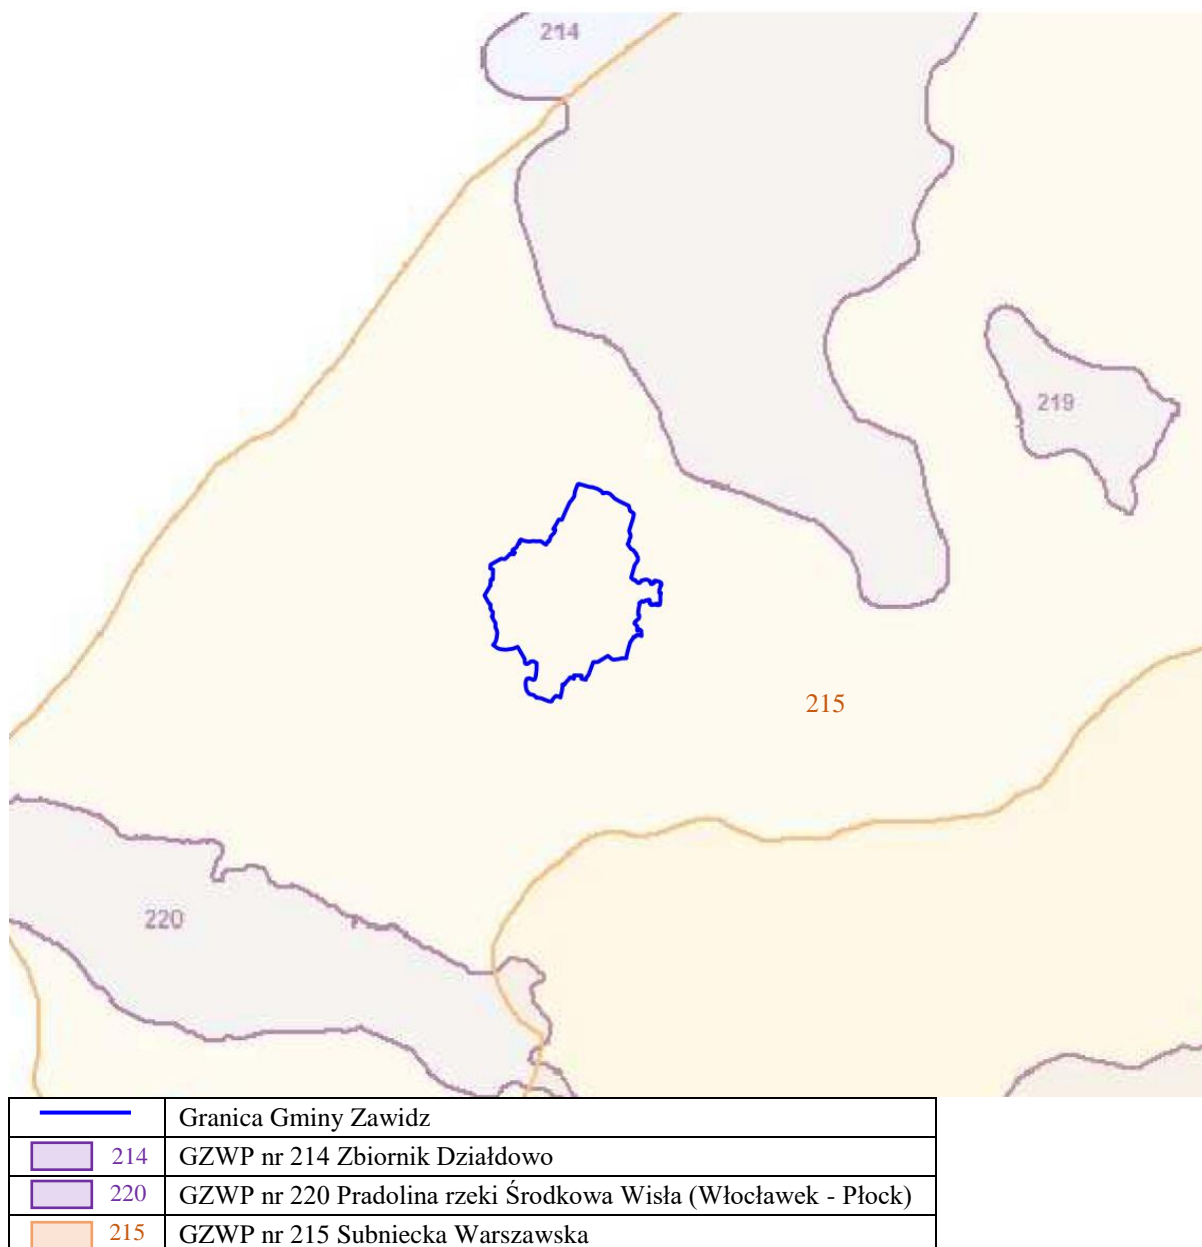 214
219
215
220
Granica Gminy Zawidz
214 GZWP nr 214 Zbiornik Działdowo
220 GZWP nr 220 Pradolina rzeki Środkowa Wisła (Włocławek - Płock)
215 GZWP nr 215 Subniecka Warszawska